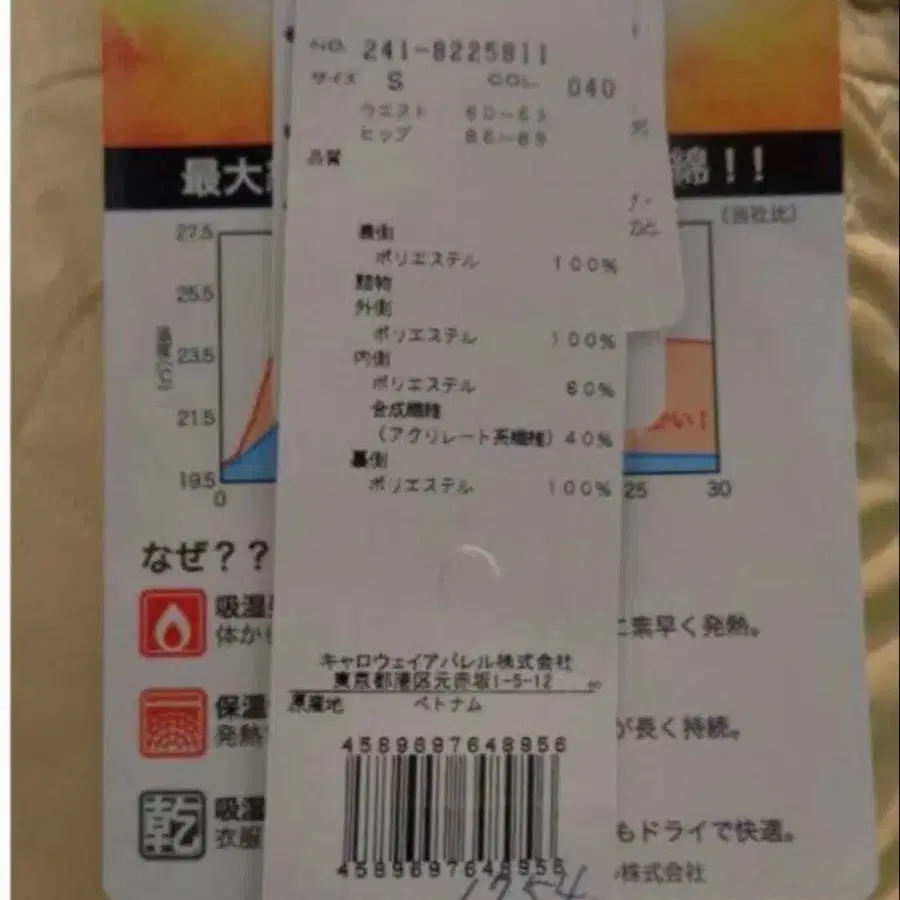 NO. 241-8225811
サイズ S COL 040
ウエスト 60~63
ヒップ 86~89
品質
表側
ポリエステル 100%
詰物
外側
ポリエステル 100%
内側
ポリエステル 60%
合成繊維
(アクリレート系繊維) 40%
裏側
ポリエステル 100%
キャロウェイアパレル株式会社
東京都港区元赤坂1-5-12
原産地 ベトナム
4589697648956
4589697648956
最大
綿!!
(当社比)
27.5
25.5
温度(℃)
23.5
21.5
かい!
19.5
0
25 30
なぜ??
吸湿
体か
に素早く発熱。
保温
発熱
が長く持続。
乾
吸湿
衣服
もドライで快適。
株式会社